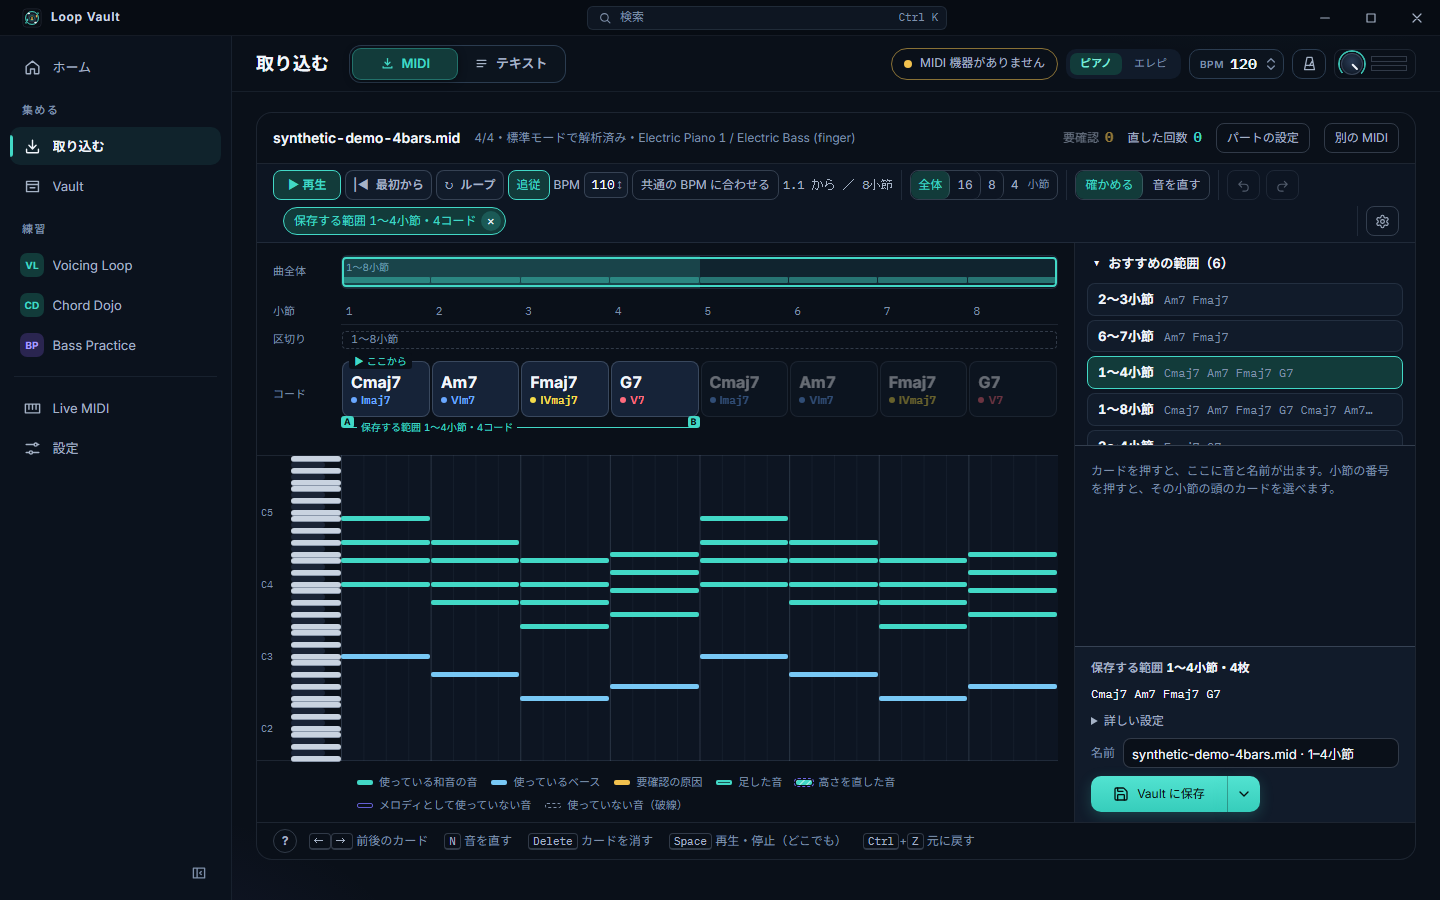 Loop Vault
検索 Ctrl K
ホーム
集める
取り込む
Vault
練習
VL Voicing Loop
CD Chord Dojo
BP Bass Practice
Live MIDI
設定
取り込む MIDI テキスト
MIDI 機器がありません ピアノ エレピ BPM 120
synthetic-demo-4bars.mid 4/4・標準モードで解析済み・Electric Piano 1 / Electric Bass (finger) 要確認 0 直した回数 0 パートの設定 別の MIDI
再生 最初から ループ 追従 BPM 110 共通の BPM に合わせる 1.1 から / 8小節 全体 16 8 4 小節 確かめる 音を直す
保存する範囲 1〜4小節・4コード ×
曲全体 1〜8小節
小節 1 2 3 4 5 6 7 8
区切り 1〜8小節
▶ ここから
コード Cmaj7 Am7 Fmaj7 G7 Cmaj7 Am7 Fmaj7 G7
Imaj7 VIm7 IVmaj7 V7 Imaj7 VIm7 IVmaj7 V7
A 保存する範囲 1〜4小節・4コード B
C5
C4
C3
C2
使っている和音の音 使っているベース 要確認の原因 足した音 高さを直した音
メロディとして使っていない音 使っていない音（破線）
▼ おすすめの範囲（6）
2〜3小節 Am7 Fmaj7
6〜7小節 Am7 Fmaj7
1〜4小節 Cmaj7 Am7 Fmaj7 G7
1〜8小節 Cmaj7 Am7 Fmaj7 G7 Cmaj7 Am7…
カードを押すと、ここに音と名前が出ます。小節の番号
を押すと、その小節の頭のカードを選べます。
保存する範囲 1〜4小節・4枚
Cmaj7 Am7 Fmaj7 G7
▶ 詳しい設定
名前 synthetic-demo-4bars.mid · 1–4小節
Vault に保存
? ← → 前後のカード N 音を直す Delete カードを消す Space 再生・停止（どこでも） Ctrl + Z 元に戻す